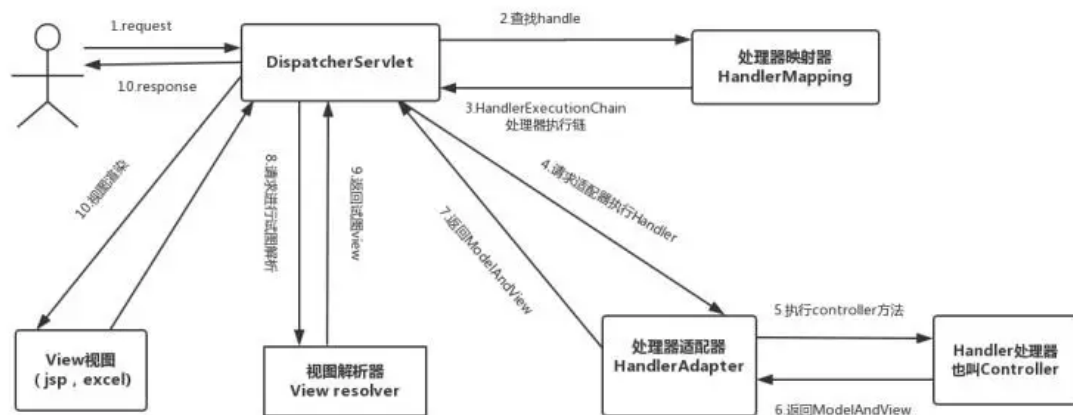 1.request
10.response
DispatcherServlet
2.查找handle
3.HandlerExecutionChain
处理器执行链
处理器映射器
HandlerMapping
4.请求适配器执行Handler
7.返回ModelAndView
8.请求进行试图解析
9.返回试图view
10.视图渲染
View视图
(jsp，excel)
视图解析器
View resolver
处理器适配器
HandlerAdapter
5.执行controller方法
6.返回ModelAndView
Handler处理器
也叫Controller